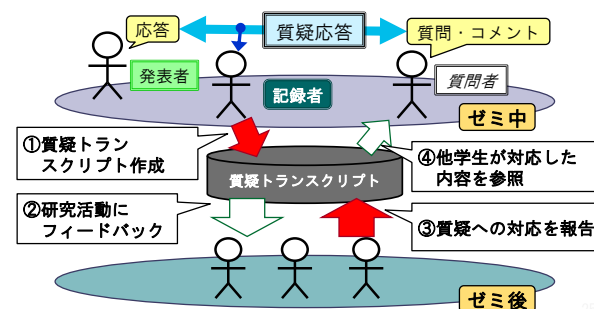 応答
質疑応答
質問・コメント
発表者
記録者
質問者
ゼミ中
①質疑トラン
スクリプト作成
質疑トランスクリプト
④他学生が対応した
内容を参照
②研究活動に
フィードバック
③質疑への対応を報告
ゼミ後